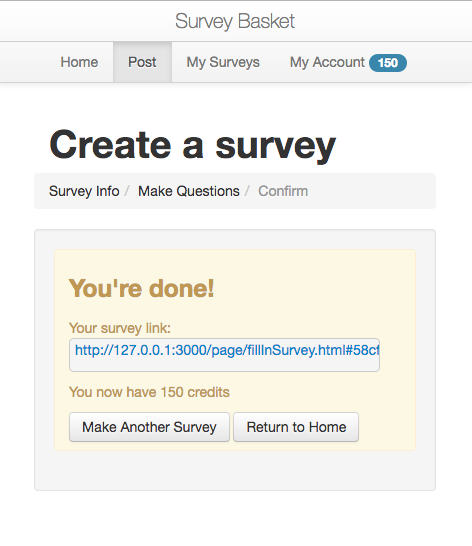 Survey Basket
Home Post My Surveys My Account 150
Create a survey
Survey Info / Make Questions / Confirm
You're done!
Your survey link:
http://127.0.0.1:3000/page/fillInSurvey.html#58cf
You now have 150 credits
Make Another Survey Return to Home